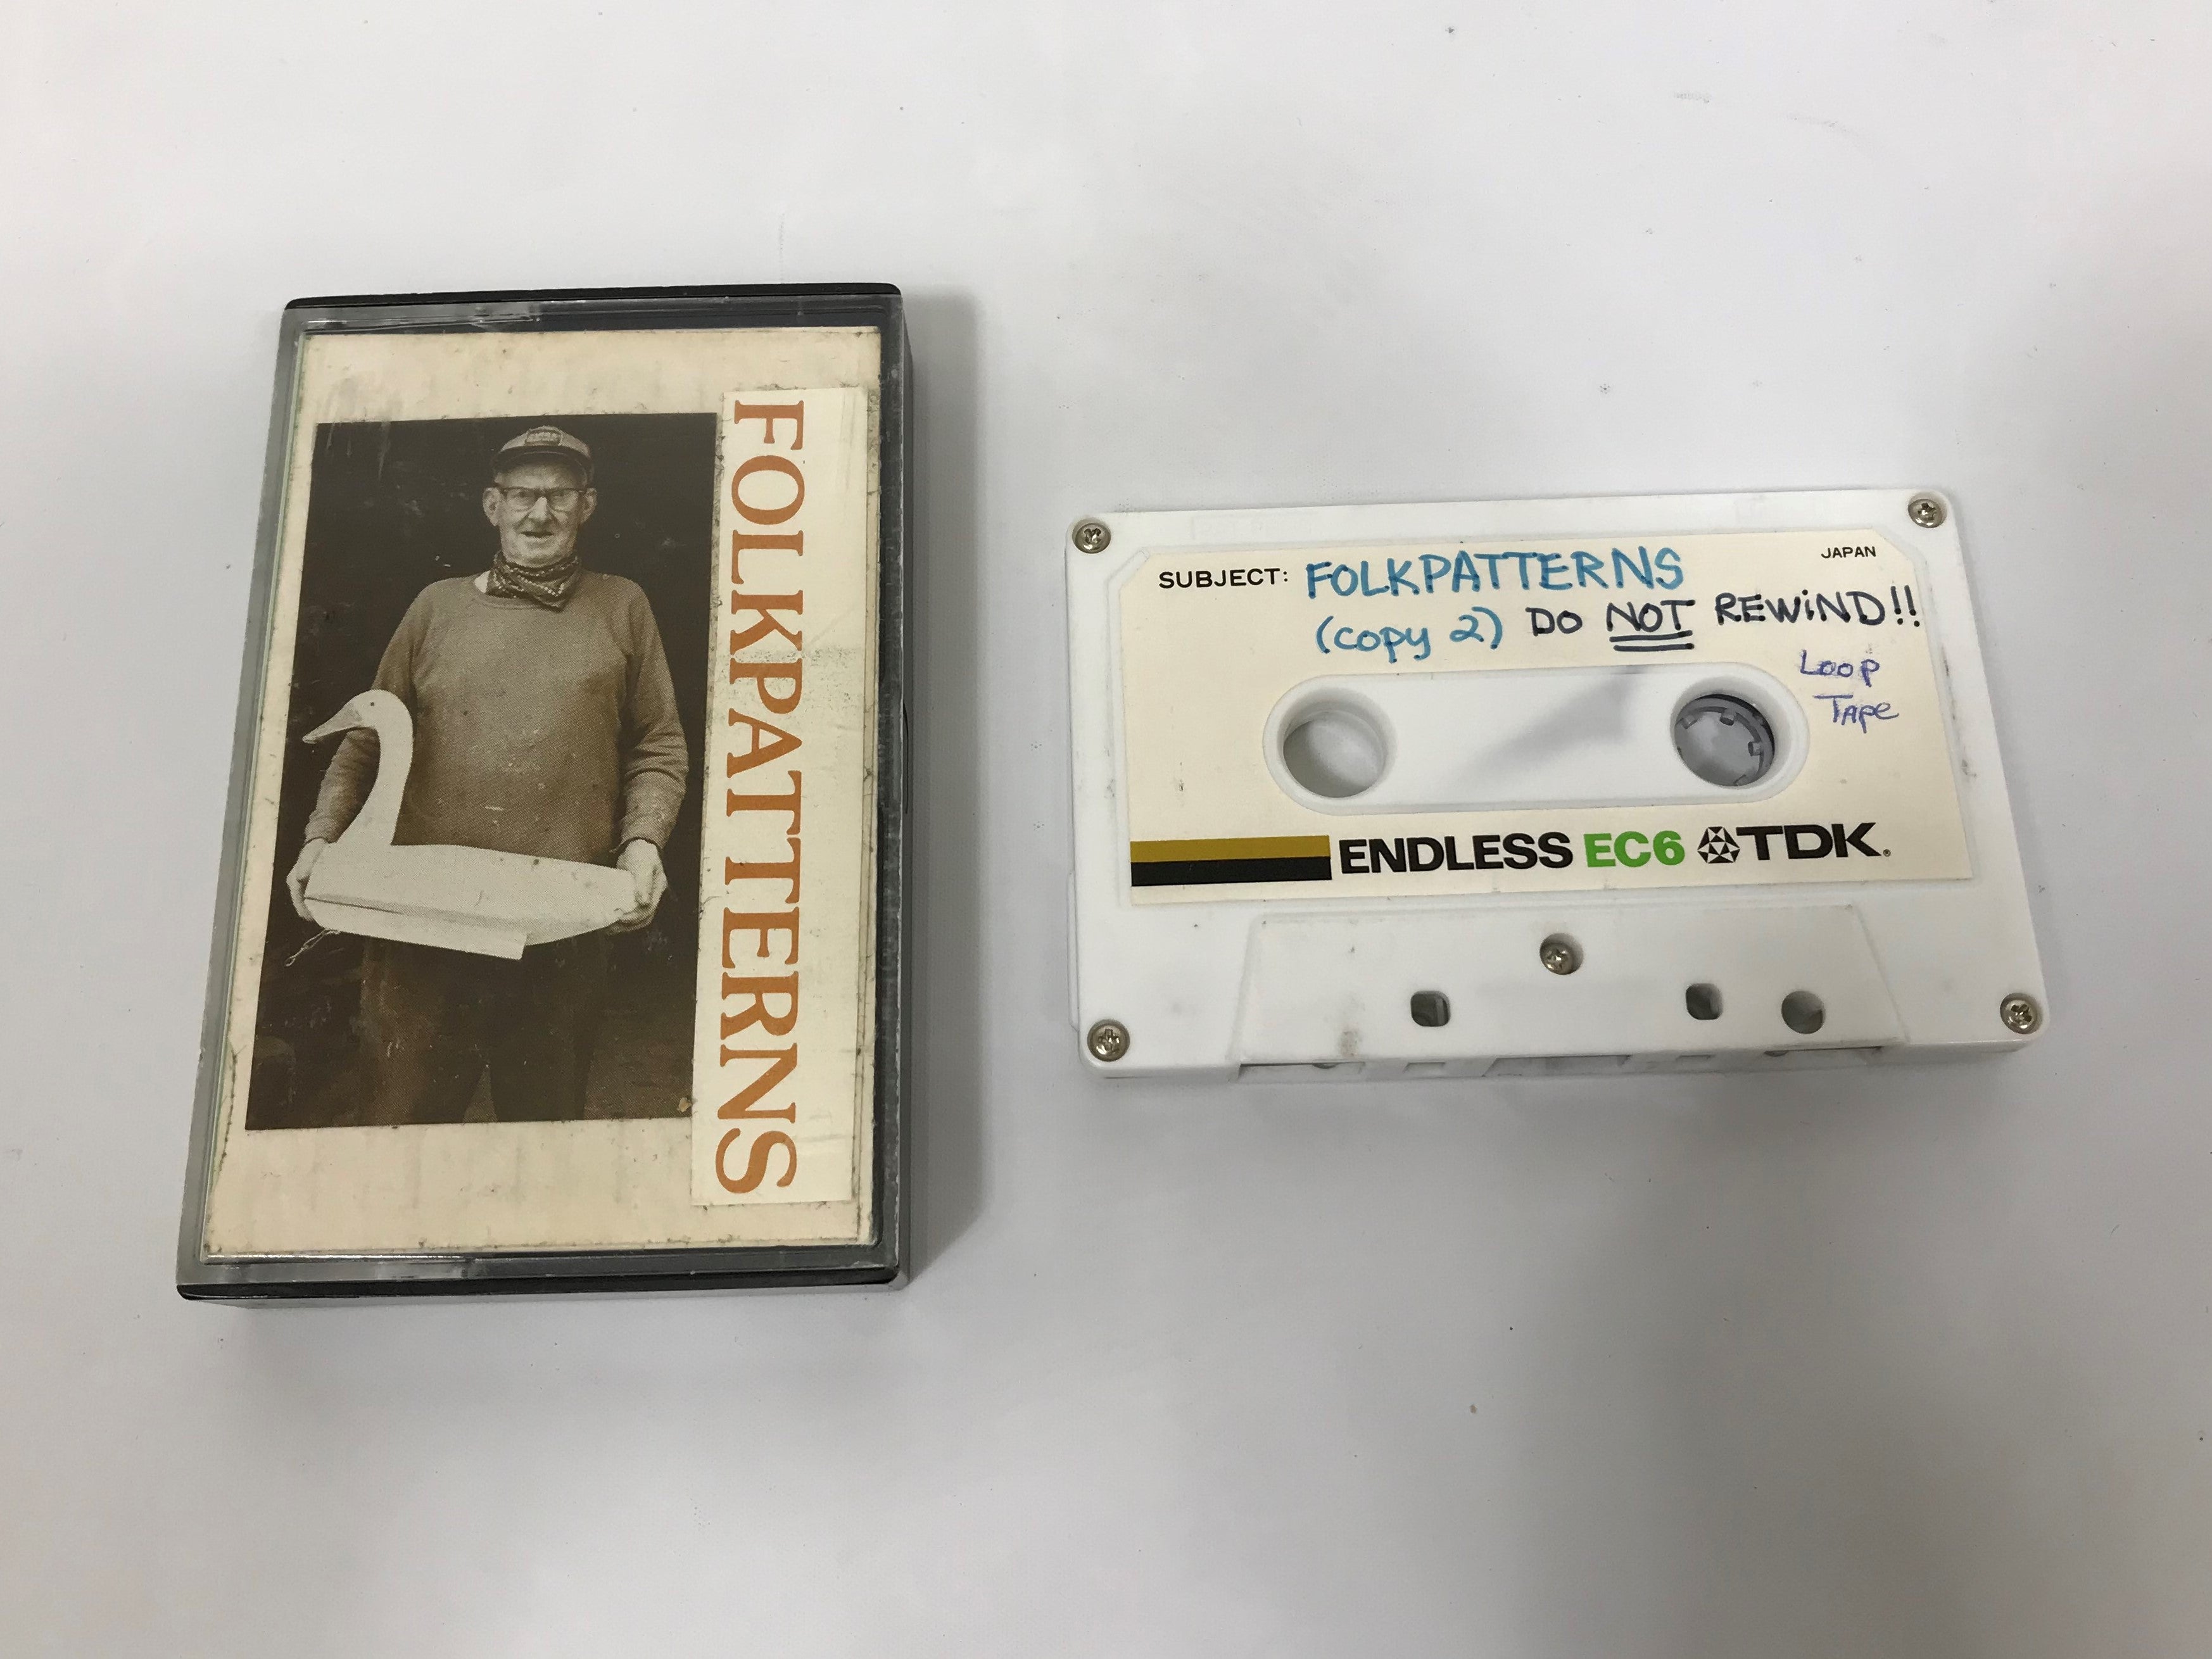 FOLKPATTERNS
SUBJECT: FOLKPATTERNS
JAPAN
(copy 2) DO NOT REWiND!!
Loop
Tape
ENDLESS EC6 TDK®